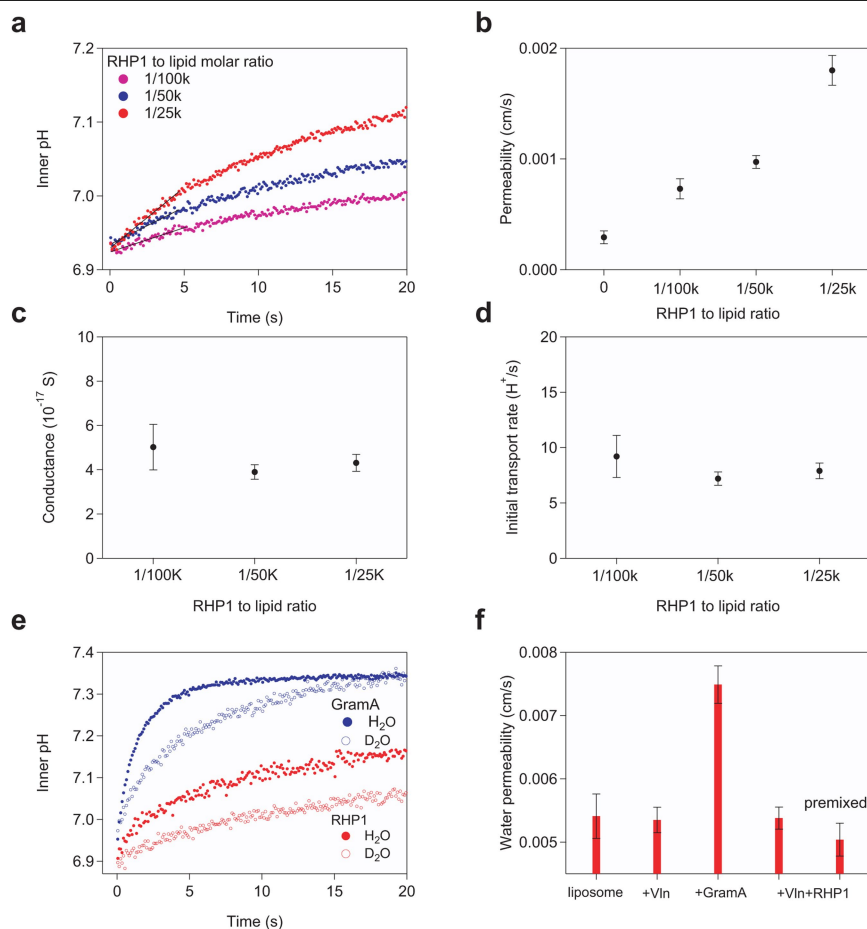 a
RHP1 to lipid molar ratio
1/100k
1/50k
1/25k
7.2
7.1
7.0
6.9
Inner pH
0
5
10
15
20
Time (s)
b
0.002
0.001
0.000
Permeability (cm/s)
0
1/100k
1/50k
1/25k
RHP1 to lipid ratio
c
10
8
6
4
2
0
Conductance (10⁻¹⁷ S)
1/100K
1/50K
1/25K
RHP1 to lipid ratio
d
20
15
10
5
0
Initial transport rate (H⁺/s)
1/100k
1/50k
1/25k
RHP1 to lipid ratio
e
7.4
7.3
7.2
7.1
7.0
6.9
Inner pH
GramA
H₂O
D₂O
RHP1
H₂O
D₂O
0
5
10
15
20
Time (s)
f
0.008
0.007
0.006
0.005
Water permeability (cm/s)
premixed
liposome
+Vln
+GramA
+Vln+RHP1